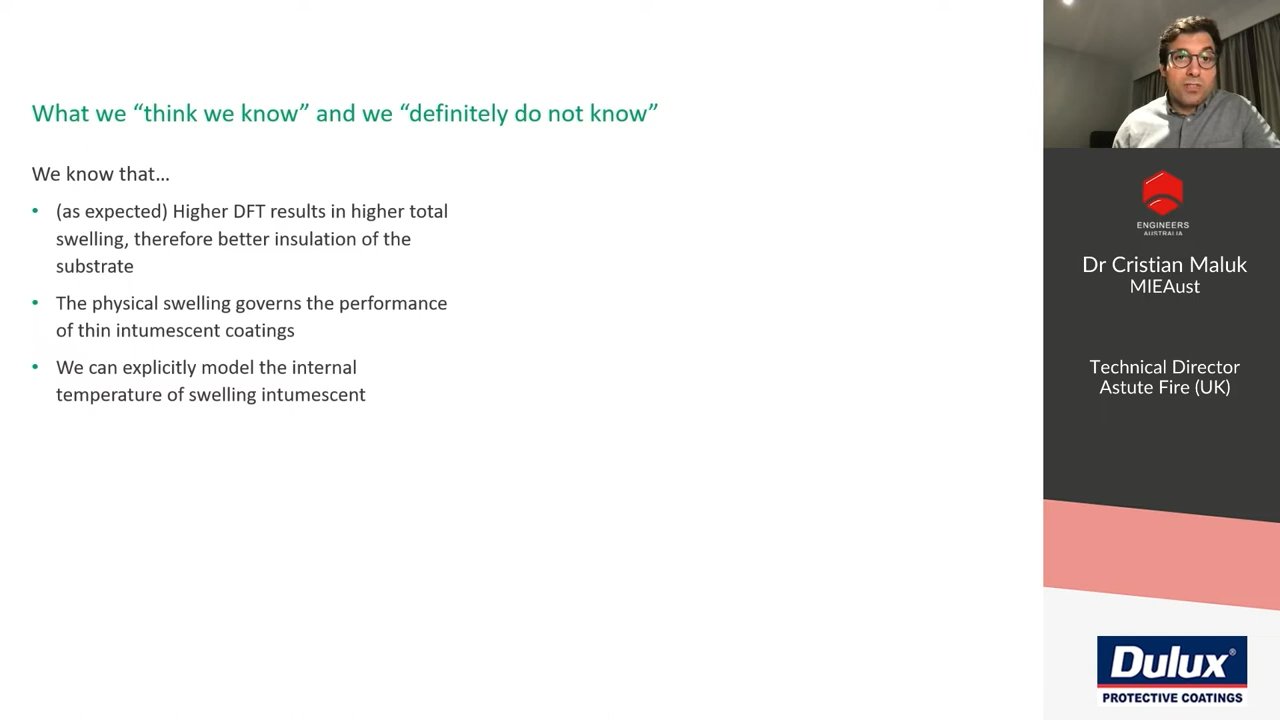 What we “think we know” and we “definitely do not know”
We know that…
• (as expected) Higher DFT results in higher total
swelling, therefore better insulation of the
substrate
• The physical swelling governs the performance
of thin intumescent coatings
• We can explicitly model the internal
temperature of swelling intumescent
ENGINEERS
AUSTRALIA
Dr Cristian Maluk
MIEAust
Technical Director
Astute Fire (UK)
Dulux®
PROTECTIVE COATINGS